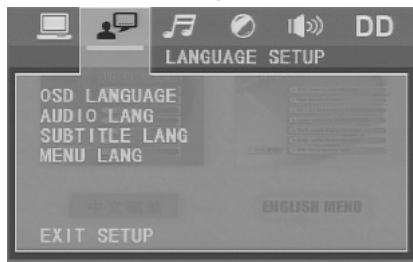 DD
LANGUAGE SETUP
OSD LANGUAGE
AUDIO LANG
SUBTITLE LANG
MENU LANG
ENGLISH MENU
EXIT SETUP